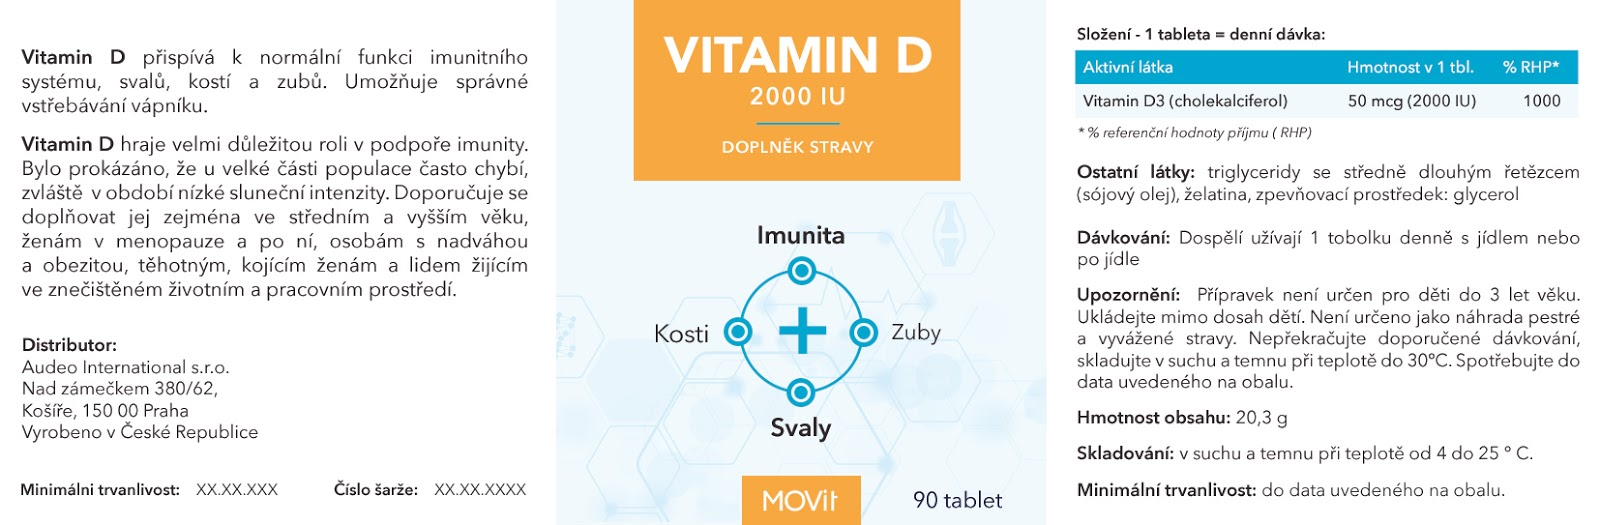 Vitamin D přispívá k normální funkci imunitního
systému, svalů, kostí a zubů. Umožňuje správné
vstřebávání vápníku.
Vitamin D hraje velmi důležitou roli v podpoře imunity.
Bylo prokázáno, že u velké části populace často chybí,
zvláště v období nízké sluneční intenzity. Doporučuje se
doplňovat jej zejména ve středním a vyšším věku,
ženám v menopauze a po ní, osobám s nadváhou
a obezitou, těhotným, kojícím ženám a lidem žijícím
ve znečištěném životním a pracovním prostředí.
Distributor:
Audeo International s.r.o.
Nad zámečkem 380/62,
Košíře, 150 00 Praha
Vyrobeno v České Republice
Minimálni trvanlivost: XX.XX.XXX Číslo šarže: XX.XX.XXXX
VITAMIN D
2000 IU
DOPLNĚK STRAVY
Imunita
Kosti
Zuby
Svaly
MOVit
90 tablet
Složení - 1 tableta = denní dávka:
Aktivní látka Hmotnost v 1 tbl. % RHP*
Vitamin D3 (cholekalciferol) 50 mcg (2000 IU) 1000
* % referenční hodnoty příjmu ( RHP)
Ostatní látky: triglyceridy se středně dlouhým řetězcem
(sójový olej), želatina, zpevňovací prostředek: glycerol
Dávkování: Dospělí užívají 1 tobolku denně s jídlem nebo
po jídle
Upozornění: Přípravek není určen pro děti do 3 let věku.
Ukládejte mimo dosah dětí. Není určeno jako náhrada pestré
a vyvážené stravy. Nepřekračujte doporučené dávkování,
skladujte v suchu a temnu při teplotě do 30°C. Spotřebujte do
data uvedeného na obalu.
Hmotnost obsahu: 20,3 g
Skladování: v suchu a temnu při teplotě od 4 do 25 ° C.
Minimální trvanlivost: do data uvedeného na obalu.